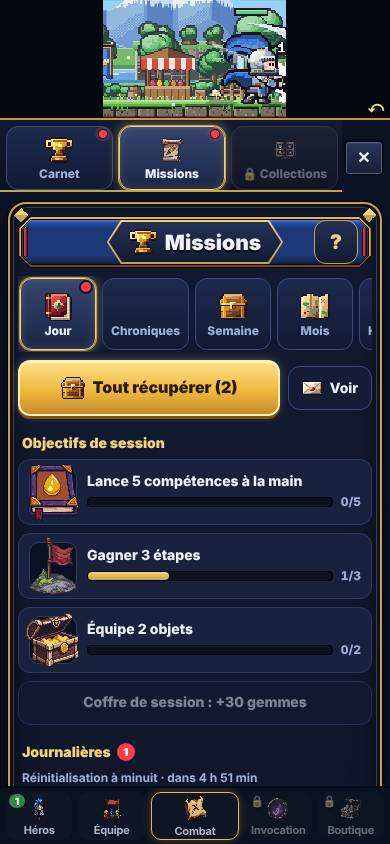 Carnet
Missions
Collections
×
Missions
?
Jour
Chroniques
Semaine
Mois
Tout récupérer (2)
Voir
Objectifs de session
Lance 5 compétences à la main
0/5
Gagner 3 étapes
1/3
Équipe 2 objets
0/2
Coffre de session : +30 gemmes
Journalières 1
Réinitialisation à minuit · dans 4 h 51 min
1
Héros
Équipe
Combat
Invocation
Boutique